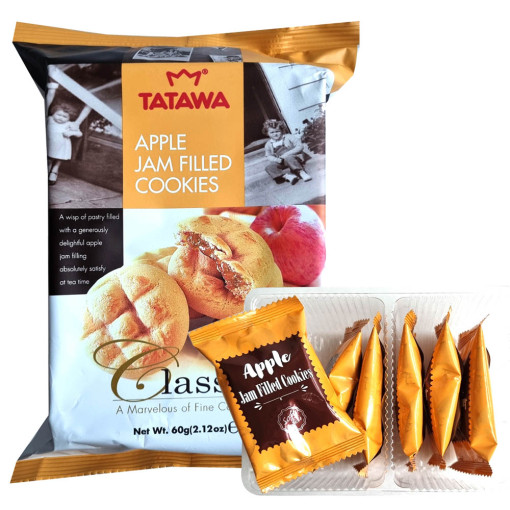 TATAWA®
APPLE
JAM FILLED
COOKIES
A wisp of pastry filled
with a generously
delightful apple
jam filling
absolutely satisfy
at tea time
A Marvelous of Fine
Net Wt. 60g(2.12oz)
Apple
Jam Filled Cookies